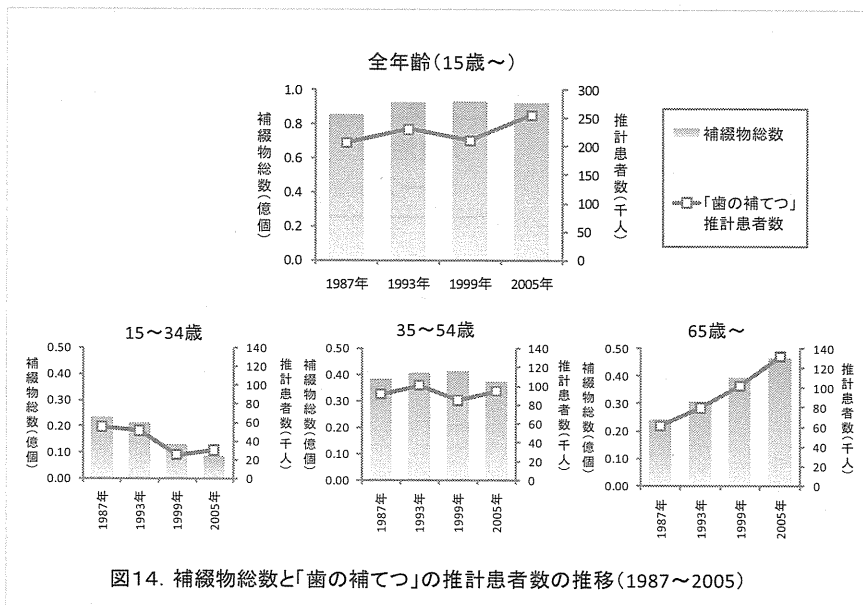 全年齢(15歳～)
補綴物総数(億個)
1.0
0.8
0.6
0.4
0.2
0.0
300
250
200
150
100
50
0
推計患者数(千人)
1987年 1993年 1999年 2005年
補綴物総数
「歯の補てつ」
推計患者数
15～34歳
補綴物総数(億個)
0.50
0.40
0.30
0.20
0.10
0.00
140
120
100
80
60
40
20
0
推計患者数(千人)
1987年 1993年 1999年 2005年
35～54歳
補綴物総数(億個)
0.50
0.40
0.30
0.20
0.10
0.00
140
120
100
80
60
40
20
0
推計患者数(千人)
1987年 1993年 1999年 2005年
65歳～
補綴物総数(億個)
0.50
0.40
0.30
0.20
0.10
0.00
140
120
100
80
60
40
20
0
推計患者数(千人)
1987年 1993年 1999年 2005年
図14. 補綴物総数と「歯の補てつ」の推計患者数の推移(1987～2005)